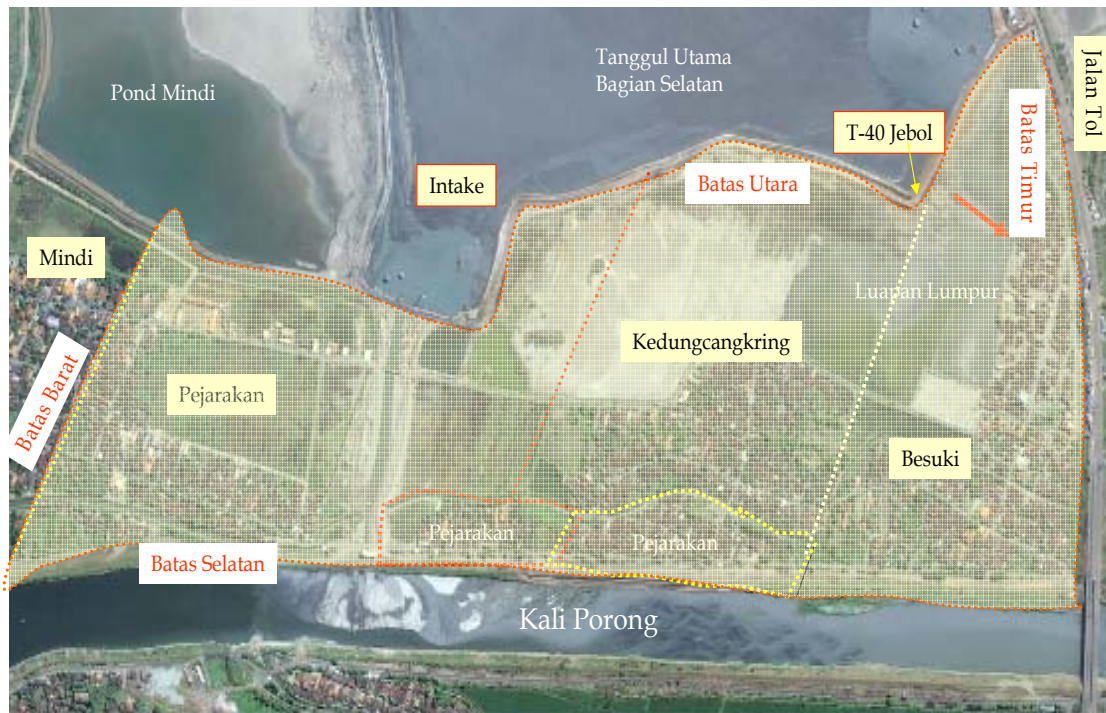 Pond Mindi
Tanggul Utama
Bagian Selatan
Jalan Tol
T-40 Jebol
Batas Timur
Intake
Batas Utara
Mindi
Luapan Lumpur
Kedungcangkring
Batas Barat
Pejarakan
Besuki
Pejarakan
Pejarakan
Batas Selatan
Kali Porong